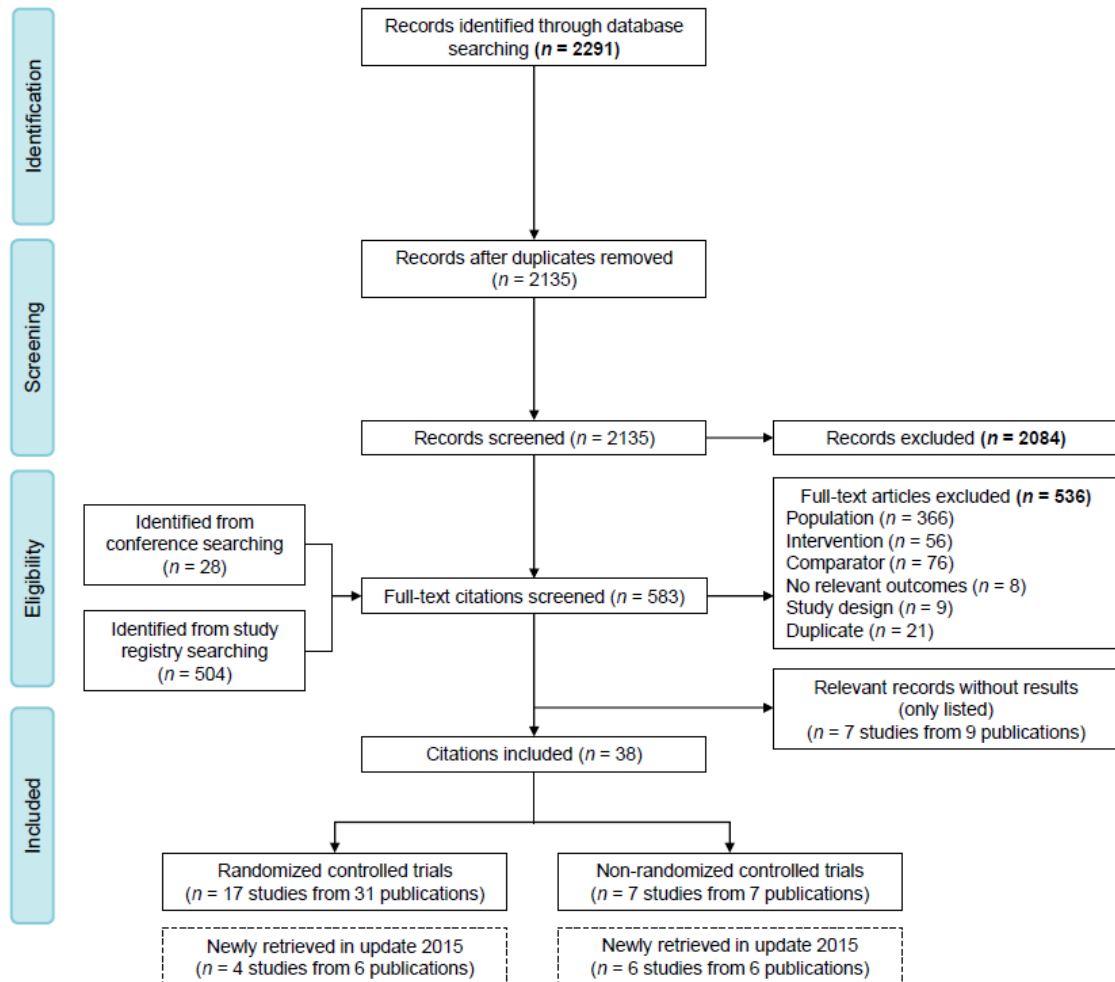 Identification
Records identified through database
searching (n = 2291)
Screening
Records after duplicates removed
(n = 2135)
Records screened (n = 2135)
Records excluded (n = 2084)
Eligibility
Identified from
conference searching
(n = 28)
Identified from study
registry searching
(n = 504)
Full-text citations screened (n = 583)
Full-text articles excluded (n = 536)
Population (n = 366)
Intervention (n = 56)
Comparator (n = 76)
No relevant outcomes (n = 8)
Study design (n = 9)
Duplicate (n = 21)
Relevant records without results
(only listed)
(n = 7 studies from 9 publications)
Included
Citations included (n = 38)
Randomized controlled trials
(n = 17 studies from 31 publications)
Non-randomized controlled trials
(n = 7 studies from 7 publications)
Newly retrieved in update 2015
(n = 4 studies from 6 publications)
Newly retrieved in update 2015
(n = 6 studies from 6 publications)